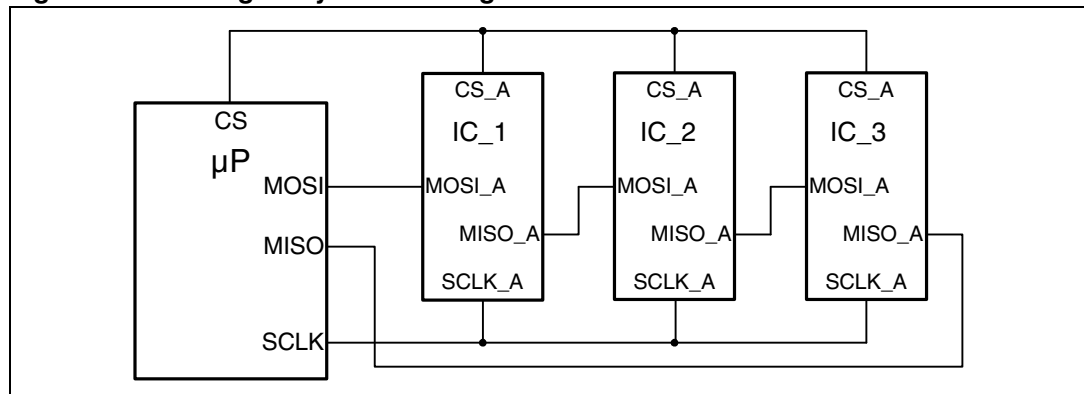 CS
µP
MOSI
MISO
SCLK
CS_A
IC_1
MOSI_A
MISO_A
SCLK_A
CS_A
IC_2
MOSI_A
MISO_A
SCLK_A
CS_A
IC_3
MOSI_A
MISO_A
SCLK_A